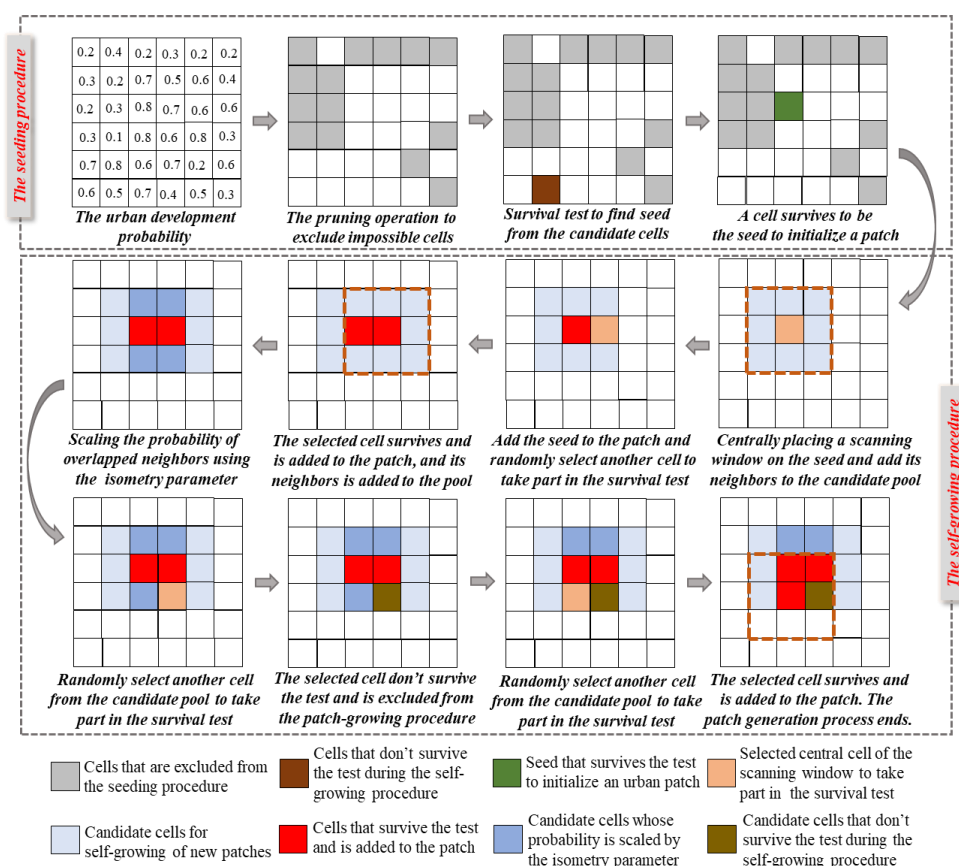 The seeding procedure
0.2 0.4 0.2 0.3 0.2 0.2
0.3 0.2 0.7 0.5 0.6 0.4
0.2 0.3 0.8 0.7 0.6 0.6
0.3 0.1 0.8 0.6 0.8 0.3
0.7 0.8 0.6 0.7 0.2 0.6
0.6 0.5 0.7 0.4 0.5 0.3
The urban development
probability
The pruning operation to
exclude impossible cells
Survival test to find seed
from the candidate cells
A cell survives to be
the seed to initialize a patch
The self-growing procedure
Scaling the probability of
overlapped neighbors using
the isometry parameter
The selected cell survives and
is added to the patch, and its
neighbors is added to the pool
Add the seed to the patch and
randomly select another cell to
take part in the survival test
Centrally placing a scanning
window on the seed and add its
neighbors to the candidate pool
Randomly select another cell
from the candidate pool to take
part in the survival test
The selected cell don't survive
the test and is excluded from
the patch-growing procedure
Randomly select another cell
from the candidate pool to take
part in the survival test
The selected cell survives and
is added to the patch. The
patch generation process ends.
Cells that are excluded from
the seeding procedure
Cells that don't survive
the test during the self-
growing procedure
Seed that survives the test
to initialize an urban patch
Selected central cell of the
scanning window to take
part in the survival test
Candidate cells for
self-growing of new patches
Cells that survive the test
and is added to the patch
Candidate cells whose
probability is scaled by
the isometry parameter
Candidate cells that don't
survive the test during the
self-growing procedure